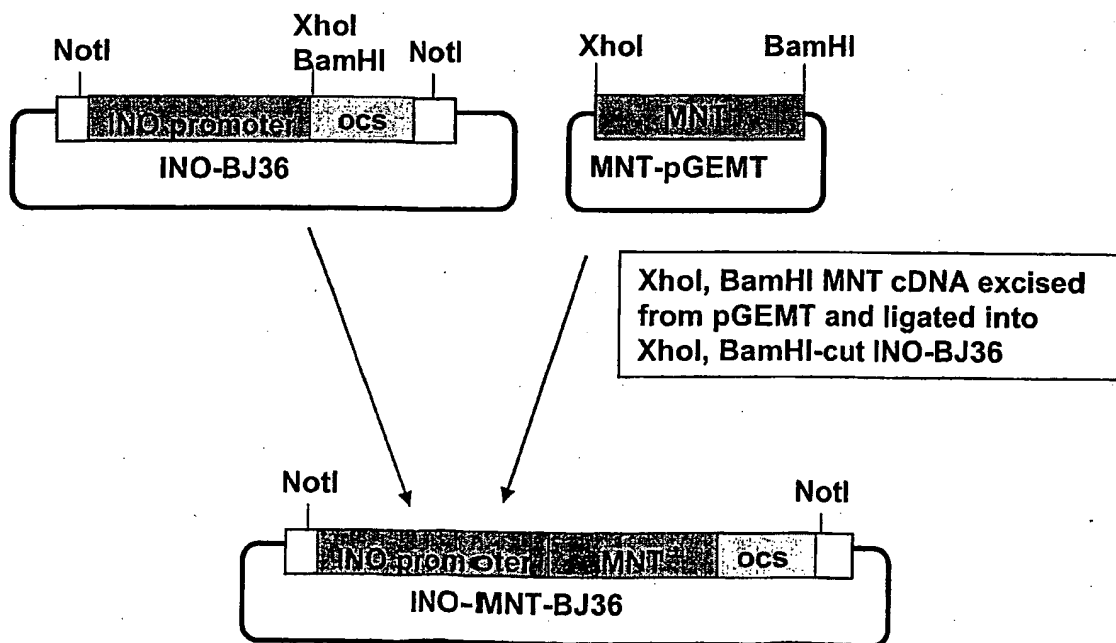 NotI
XhoI
BamHI
NotI
INO promoter
ocs
INO-BJ36
XhoI
BamHI
MNT
MNT-pGEMT
XhoI, BamHI MNT cDNA excised
from pGEMT and ligated into
XhoI, BamHI-cut INO-BJ36
NotI
NotI
INO promoter
MNT
ocs
INO-MNT-BJ36